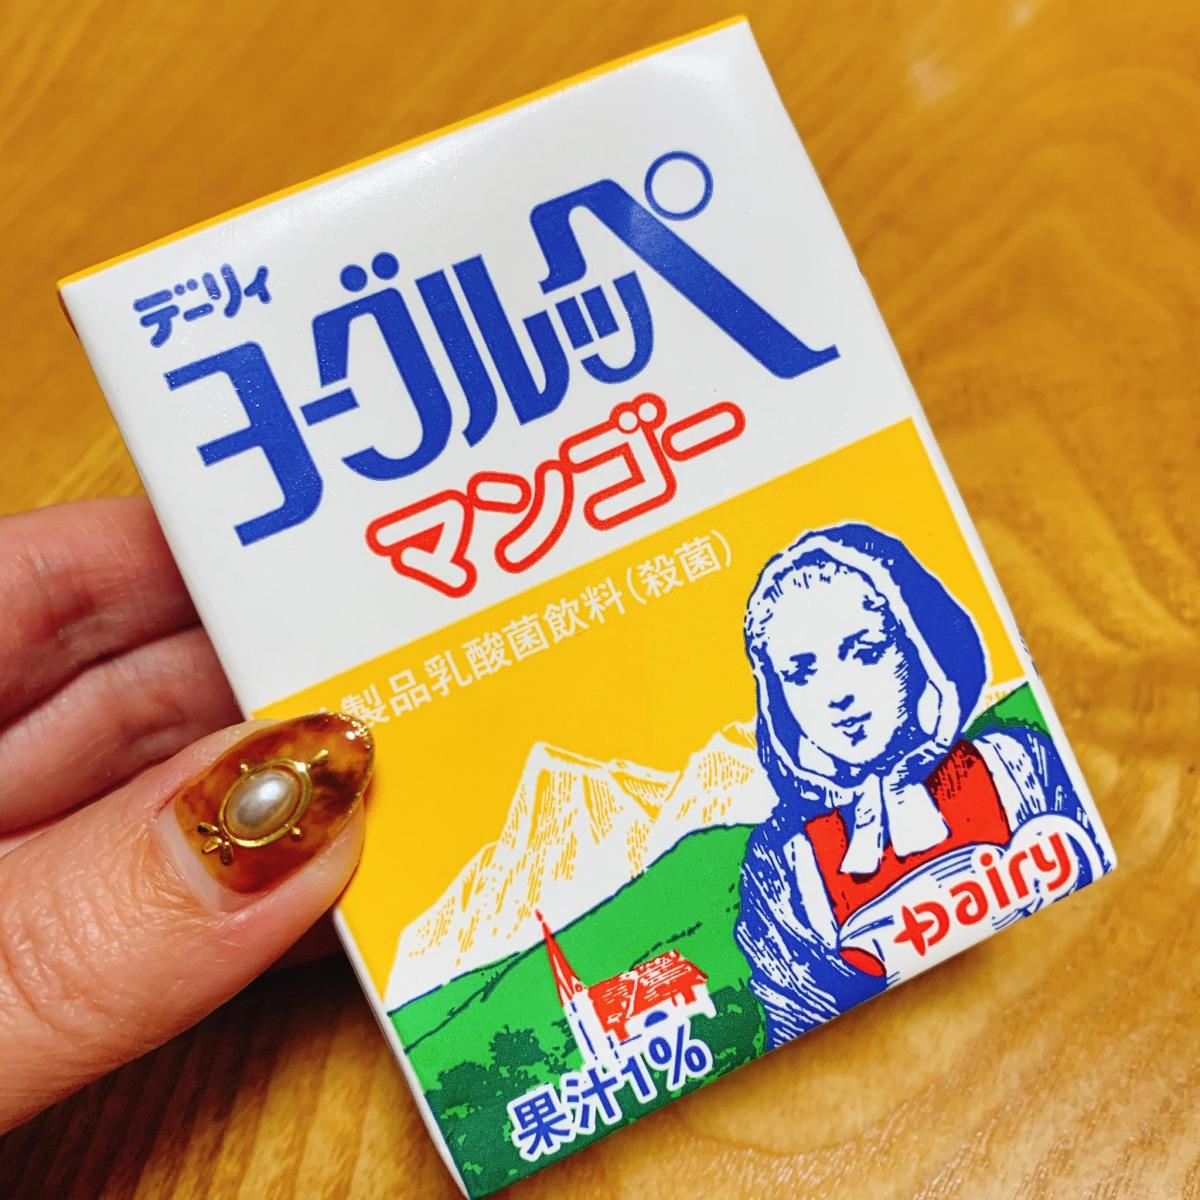 デーリィ
ヨーグルッペ
マンゴー
製品乳酸菌飲料(殺菌)
Dairy
果汁1%